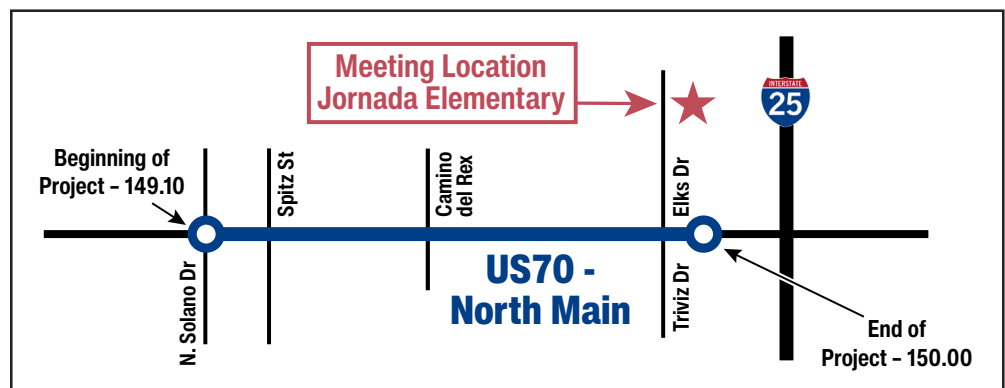 Meeting Location
Jornada Elementary
INTERSTATE
25
Beginning of
Project – 149.10
Spitz St
Camino
del Rex
Elks Dr
N. Solano Dr
US70 -
North Main
Triviz Dr
End of
Project – 150.00